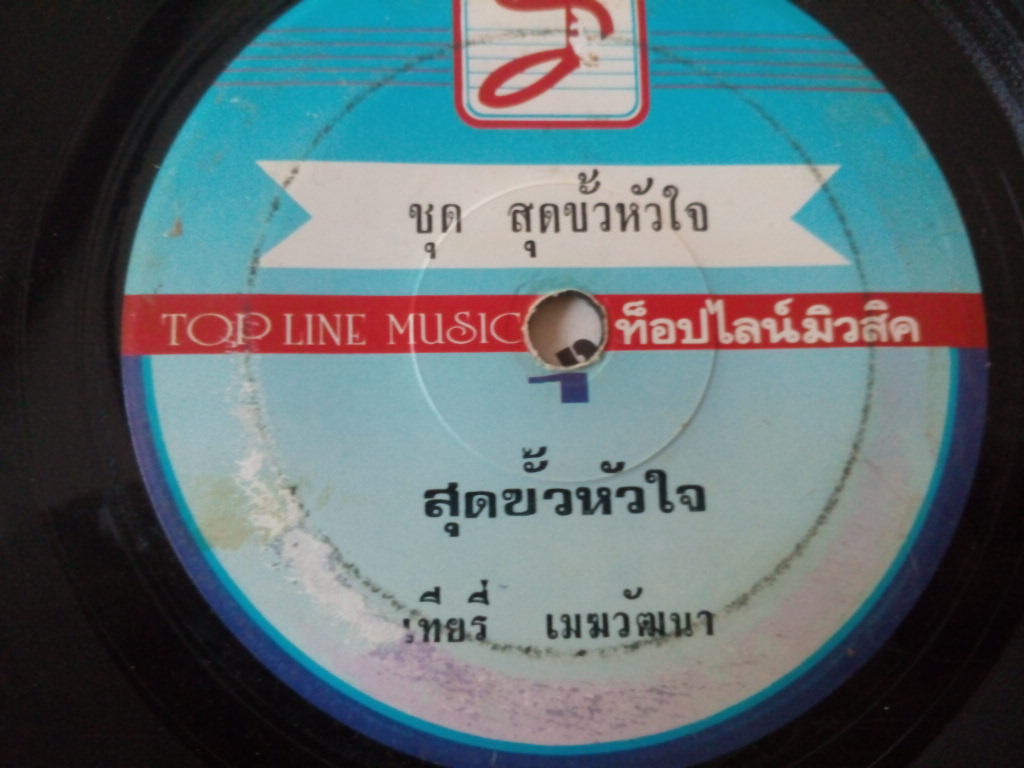 ชุด สุดขั้วหัวใจ
TOP LINE MUSIC ท็อปไลน์มิวสิค
สุดขั้วหัวใจ
เทียรี่ เมฆวัฒนา